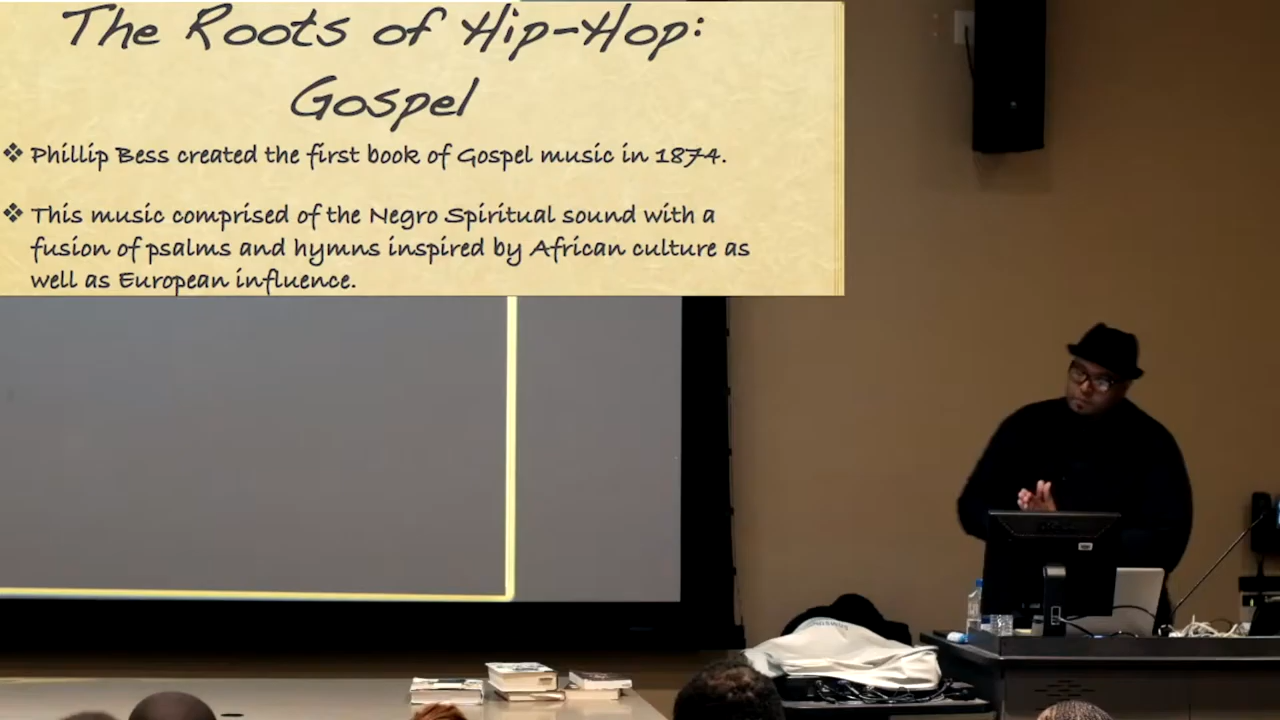 The Roots of Hip-Hop:
Gospel
❖ Phillip Bess created the first book of Gospel music in 1874.
❖ This music comprised of the Negro Spiritual sound with a
fusion of psalms and hymns inspired by African culture as
well as European influence.